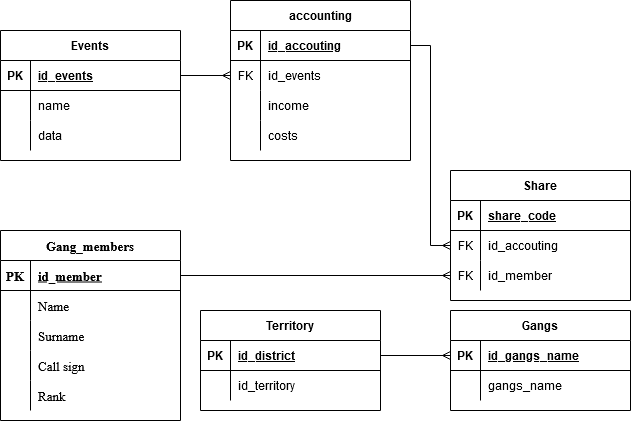 Events
PK id_events
name
data
accounting
PK id_accouting
FK id_events
income
costs
Share
PK share_code
FK id_accouting
FK id_member
Gang_members
PK id_member
Name
Surname
Call sign
Rank
Territory
PK id_district
id_territory
Gangs
PK id_gangs_name
gangs_name